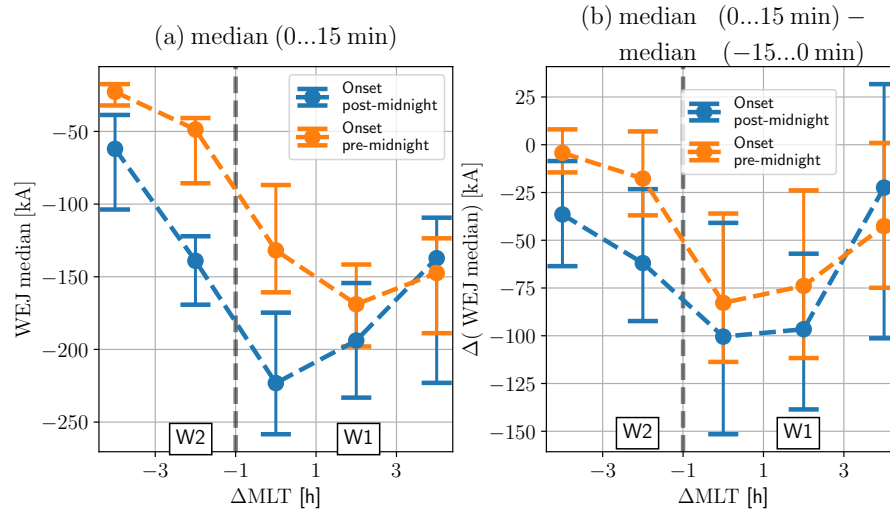 (a) median (0...15 min)
−50
−100
−150
−200
−250
WEJ median [kA]
Onset
post-midnight
Onset
pre-midnight
W2
W1
−3
−1
1
3
ΔMLT [h]
(b) median (0...15 min) −
median (−15...0 min)
25
0
−25
−50
−75
−100
−125
−150
Δ( WEJ median) [kA]
Onset
post-midnight
Onset
pre-midnight
W2
W1
−3
−1
1
3
ΔMLT [h]